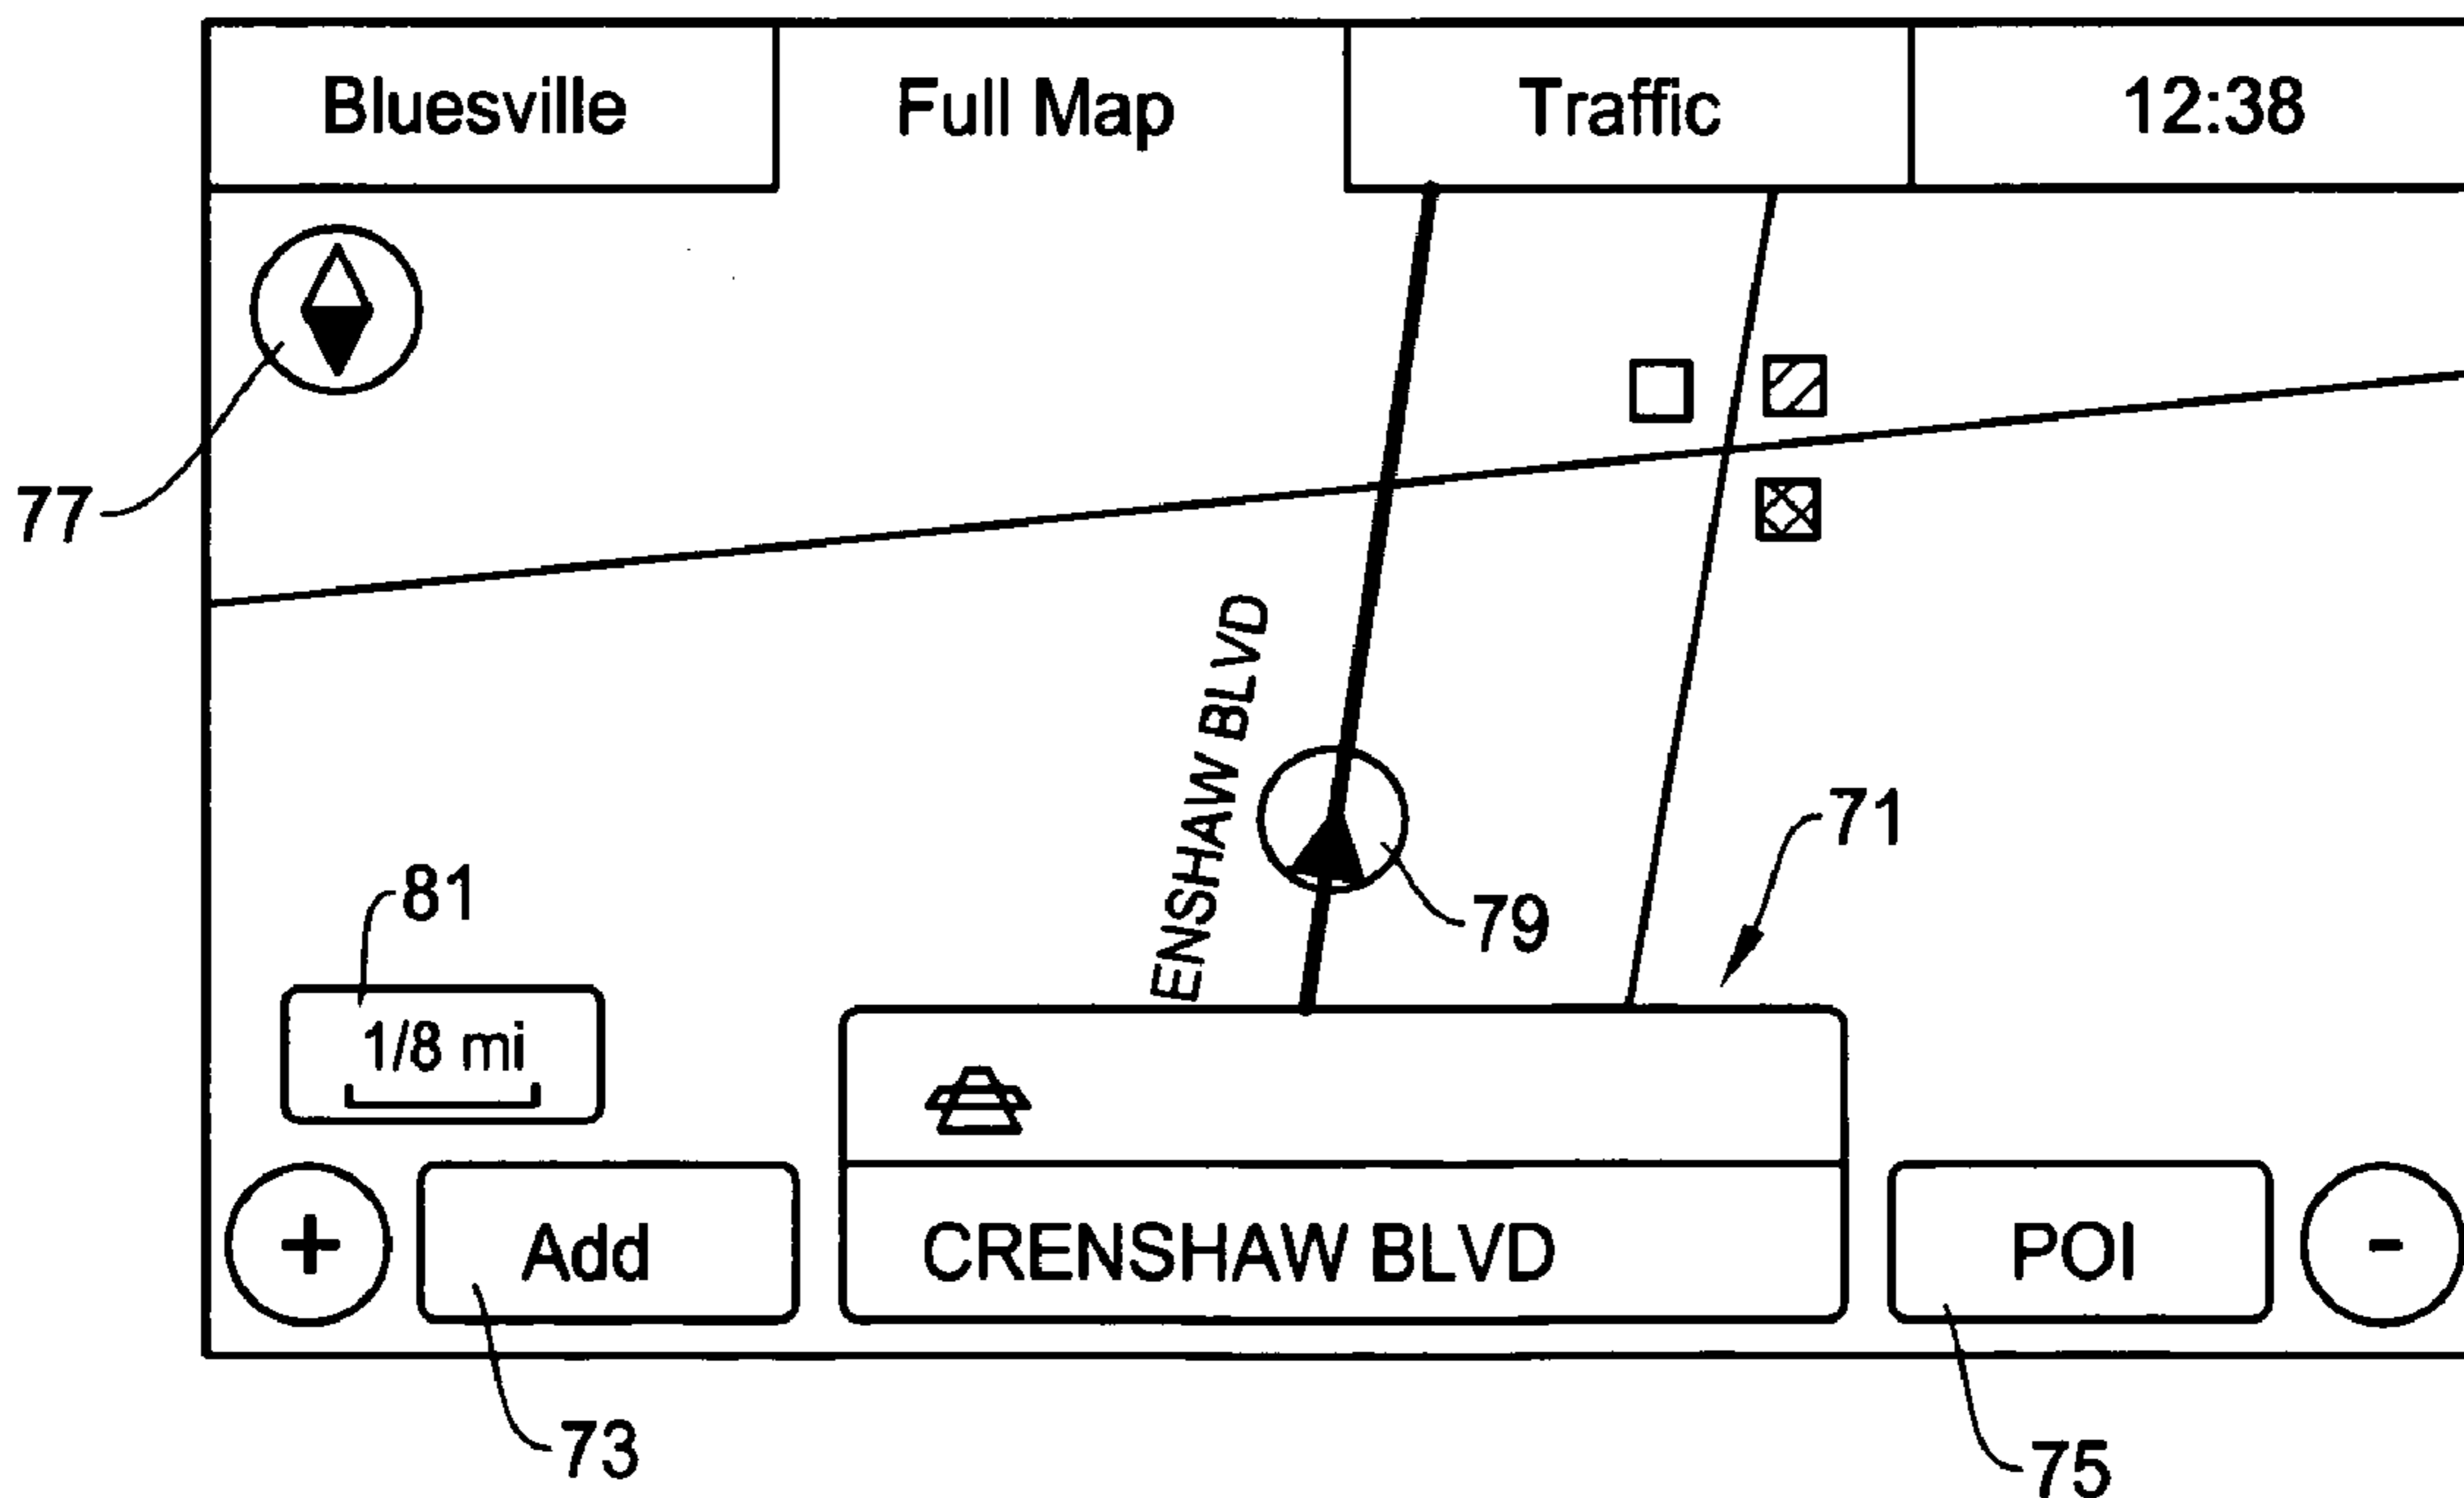 Bluesville Full Map Traffic 12:38
77
ENSHAW BLVD
71
79
81
1/8 mi
+ Add CRENSHAW BLVD POI -
73
75